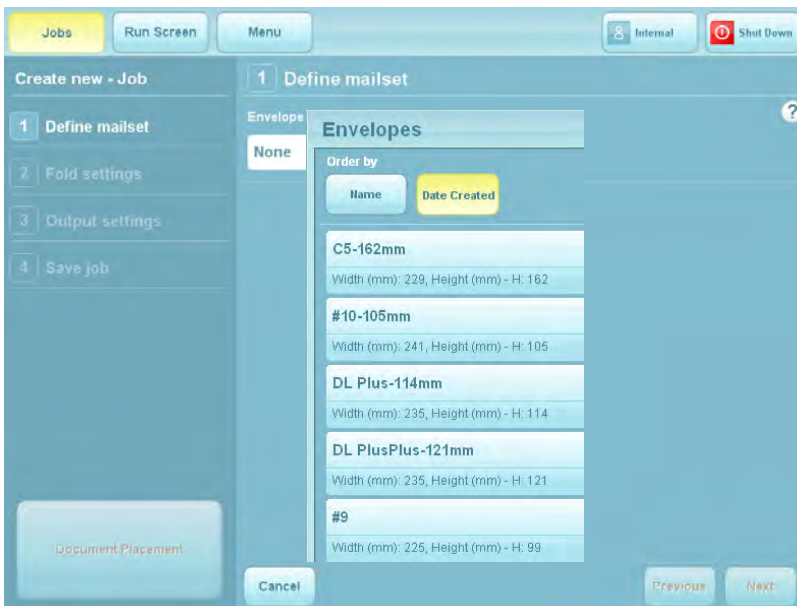 Jobs
Run Screen
Menu
Internal
Shut Down
Create new - Job
1 Define mailset
2 Fold settings
3 Output settings
4 Save job
Document Placement
1 Define mailset
Envelope
None
?
Envelopes
Order by
Name
Date Created
C5-162mm
Width (mm): 229, Height (mm) - H: 162
#10-105mm
Width (mm): 241, Height (mm) - H: 105
DL Plus-114mm
Width (mm): 235, Height (mm) - H: 114
DL PlusPlus-121mm
Width (mm): 235, Height (mm) - H: 121
#9
Width (mm): 225, Height (mm) - H: 99
Cancel
Previous
Next